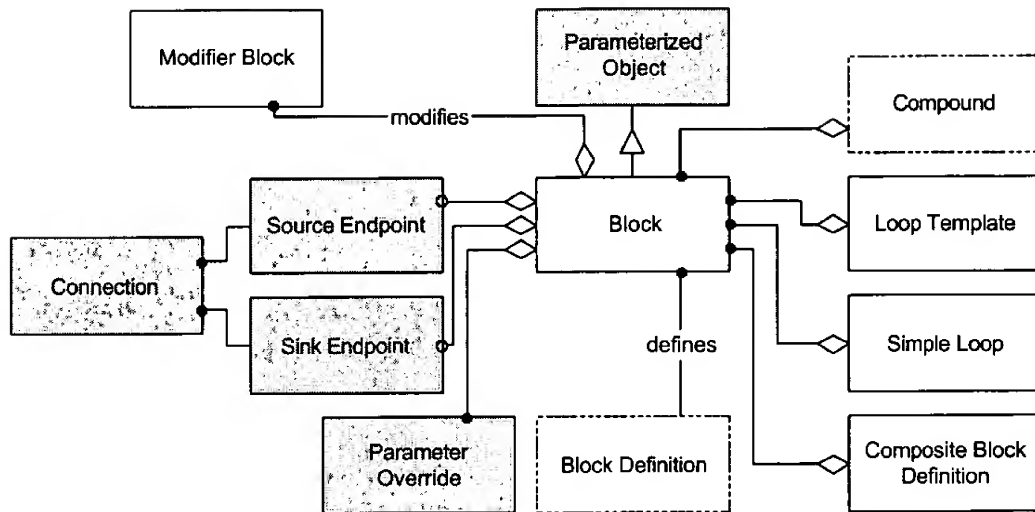 Modifier Block
Parameterized
Object
Compound
modifies
Source Endpoint
Block
Loop Template
Connection
Sink Endpoint
defines
Simple Loop
Parameter
Override
Block Definition
Composite Block
Definition